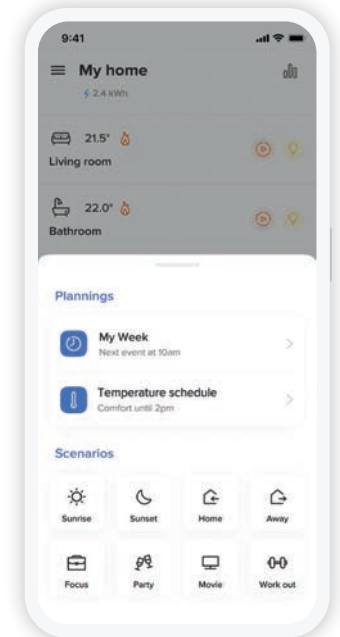 9:41
My home
2.4 kWh
21.5°
Living room
22.0°
Bathroom
Plannings
My Week
Next event at 10am
Temperature schedule
Comfort until 2pm
Scenarios
Sunrise Sunset Home Away
Focus Party Movie Work out